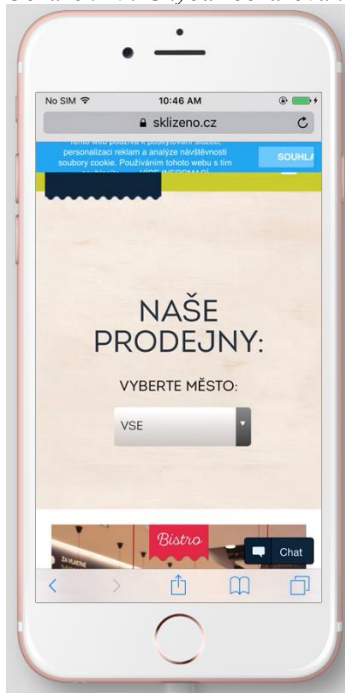 No SIM
10:46 AM
sklizeno.cz
personalizaci reklam a analýze návštěvnosti
soubory cookie. Používáním tohoto webu s tím
SOUHLA
NAŠE
PRODEJNY:
VYBERTE MĚSTO:
VSE
Bistro
Chat